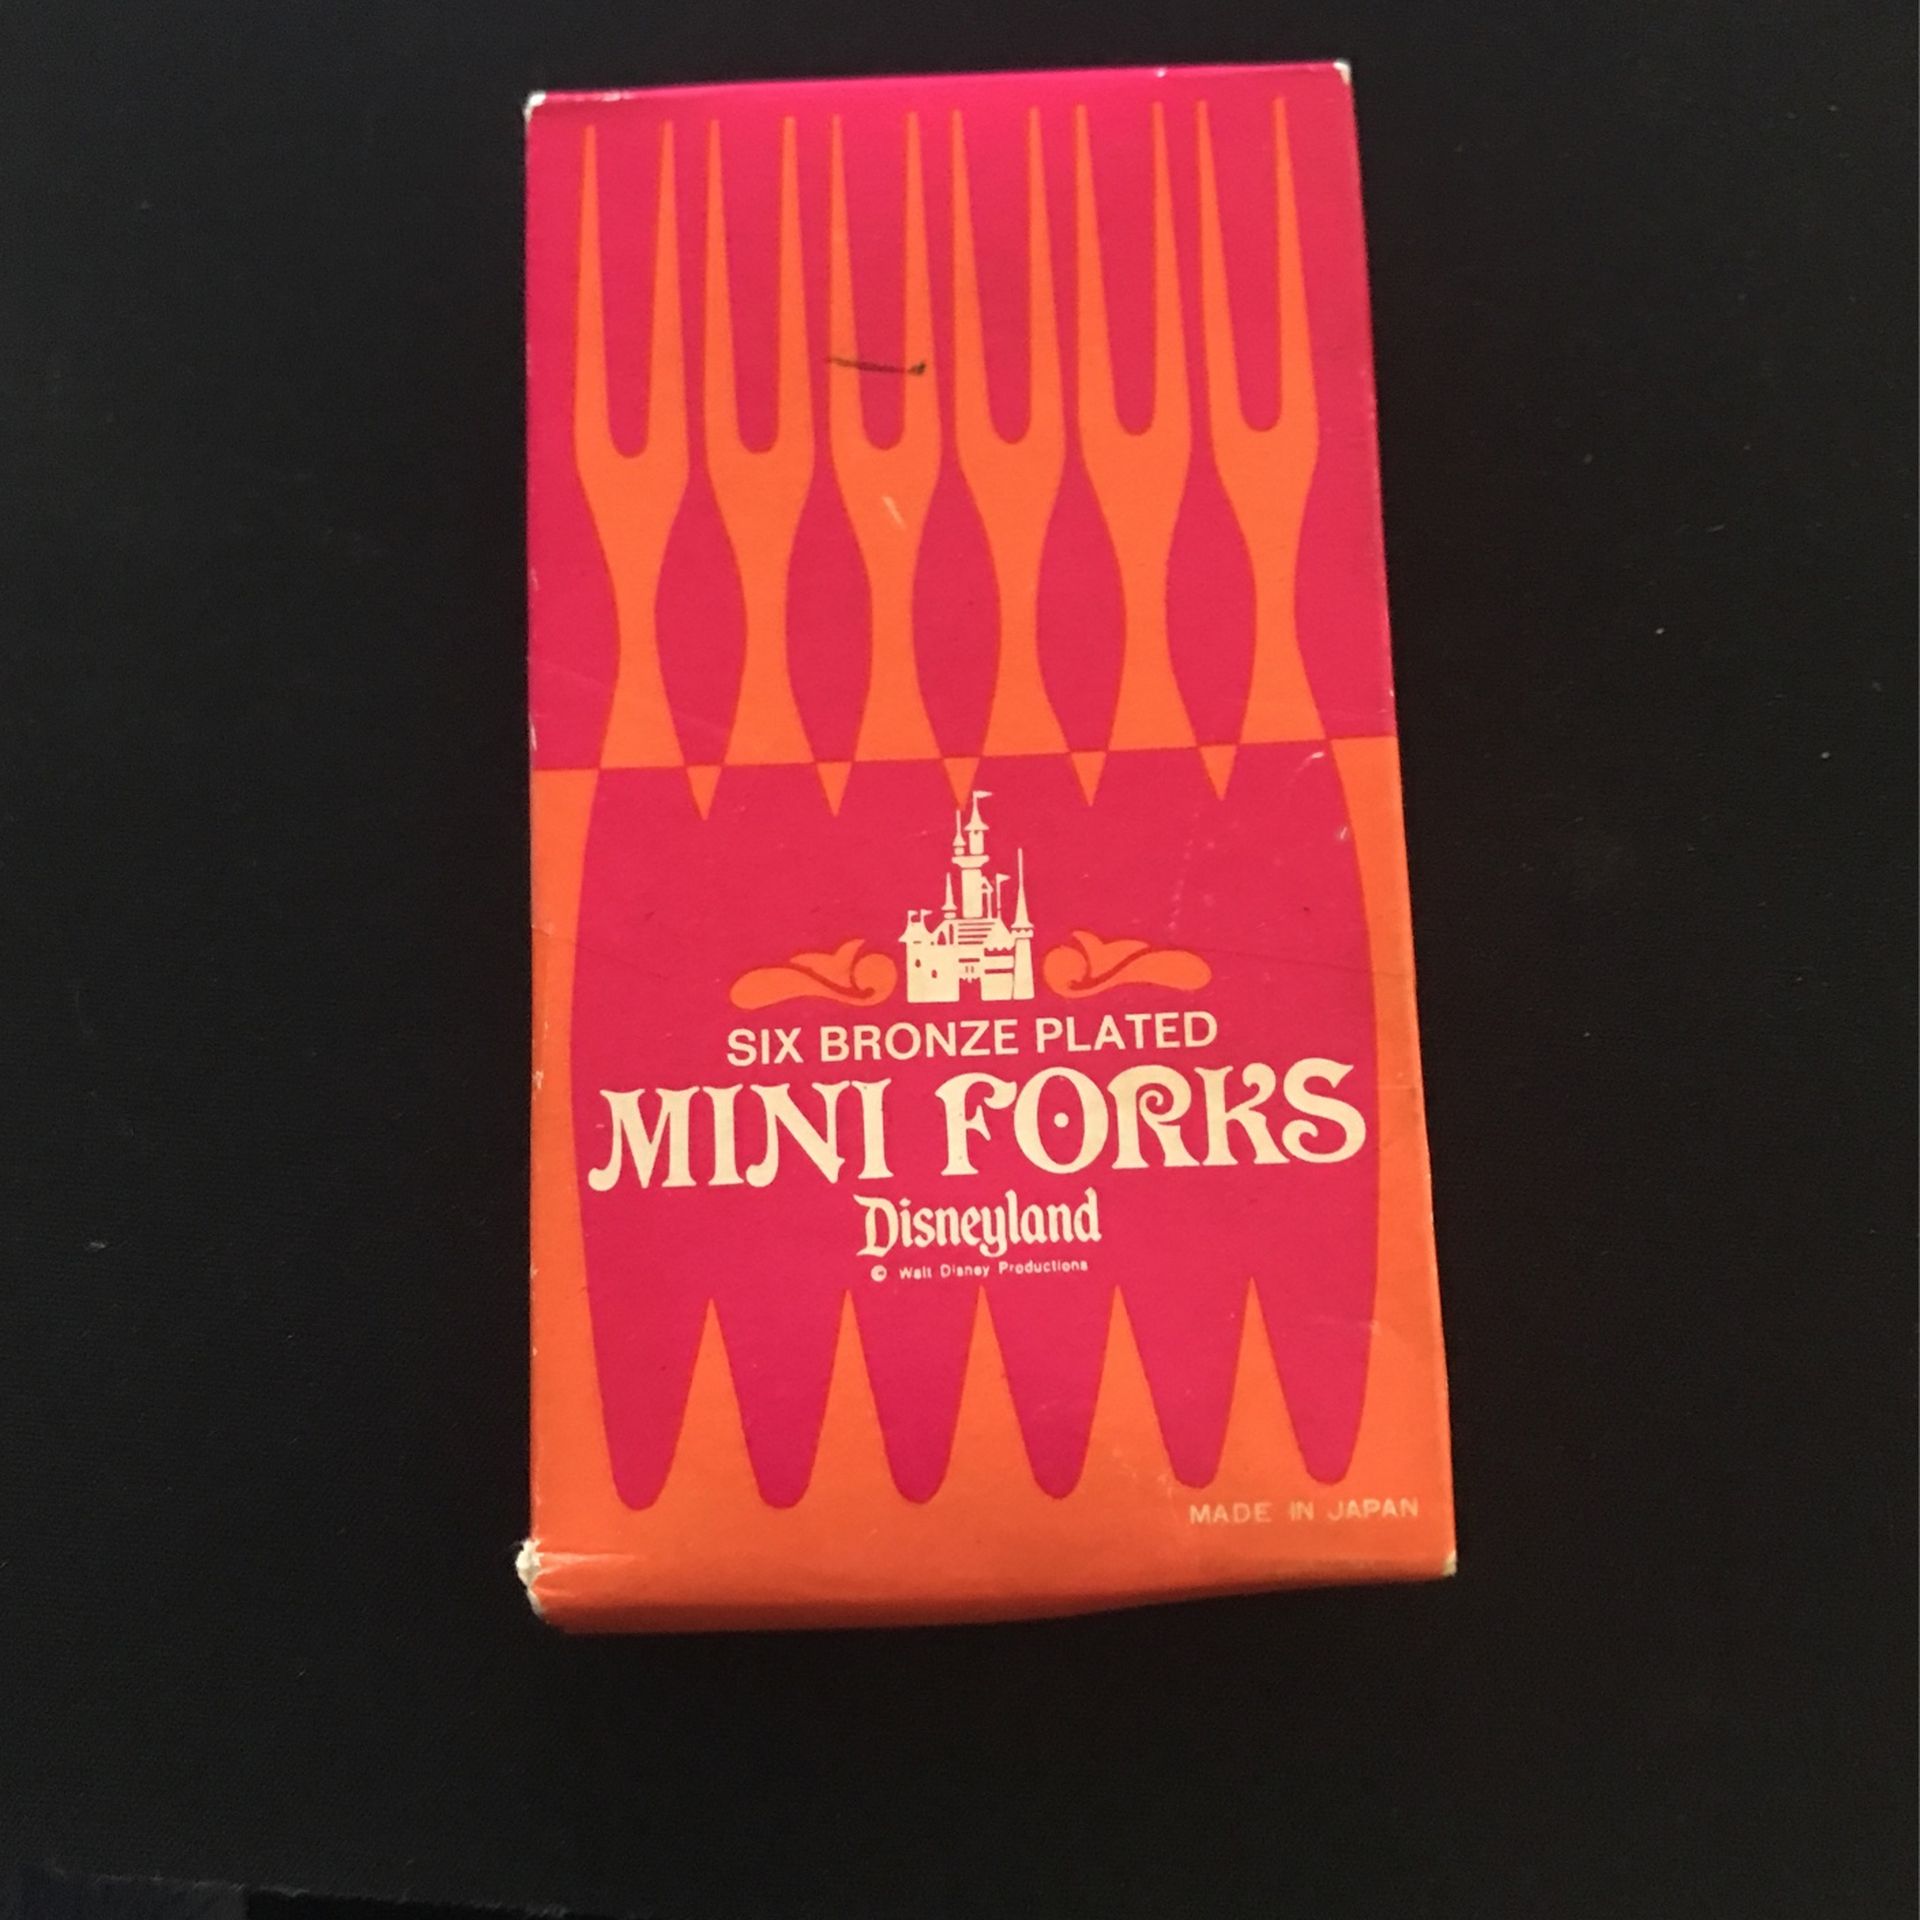 SIX BRONZE PLATED
MINI FORKS
Disneyland
© Walt Disney Productions
MADE IN JAPAN